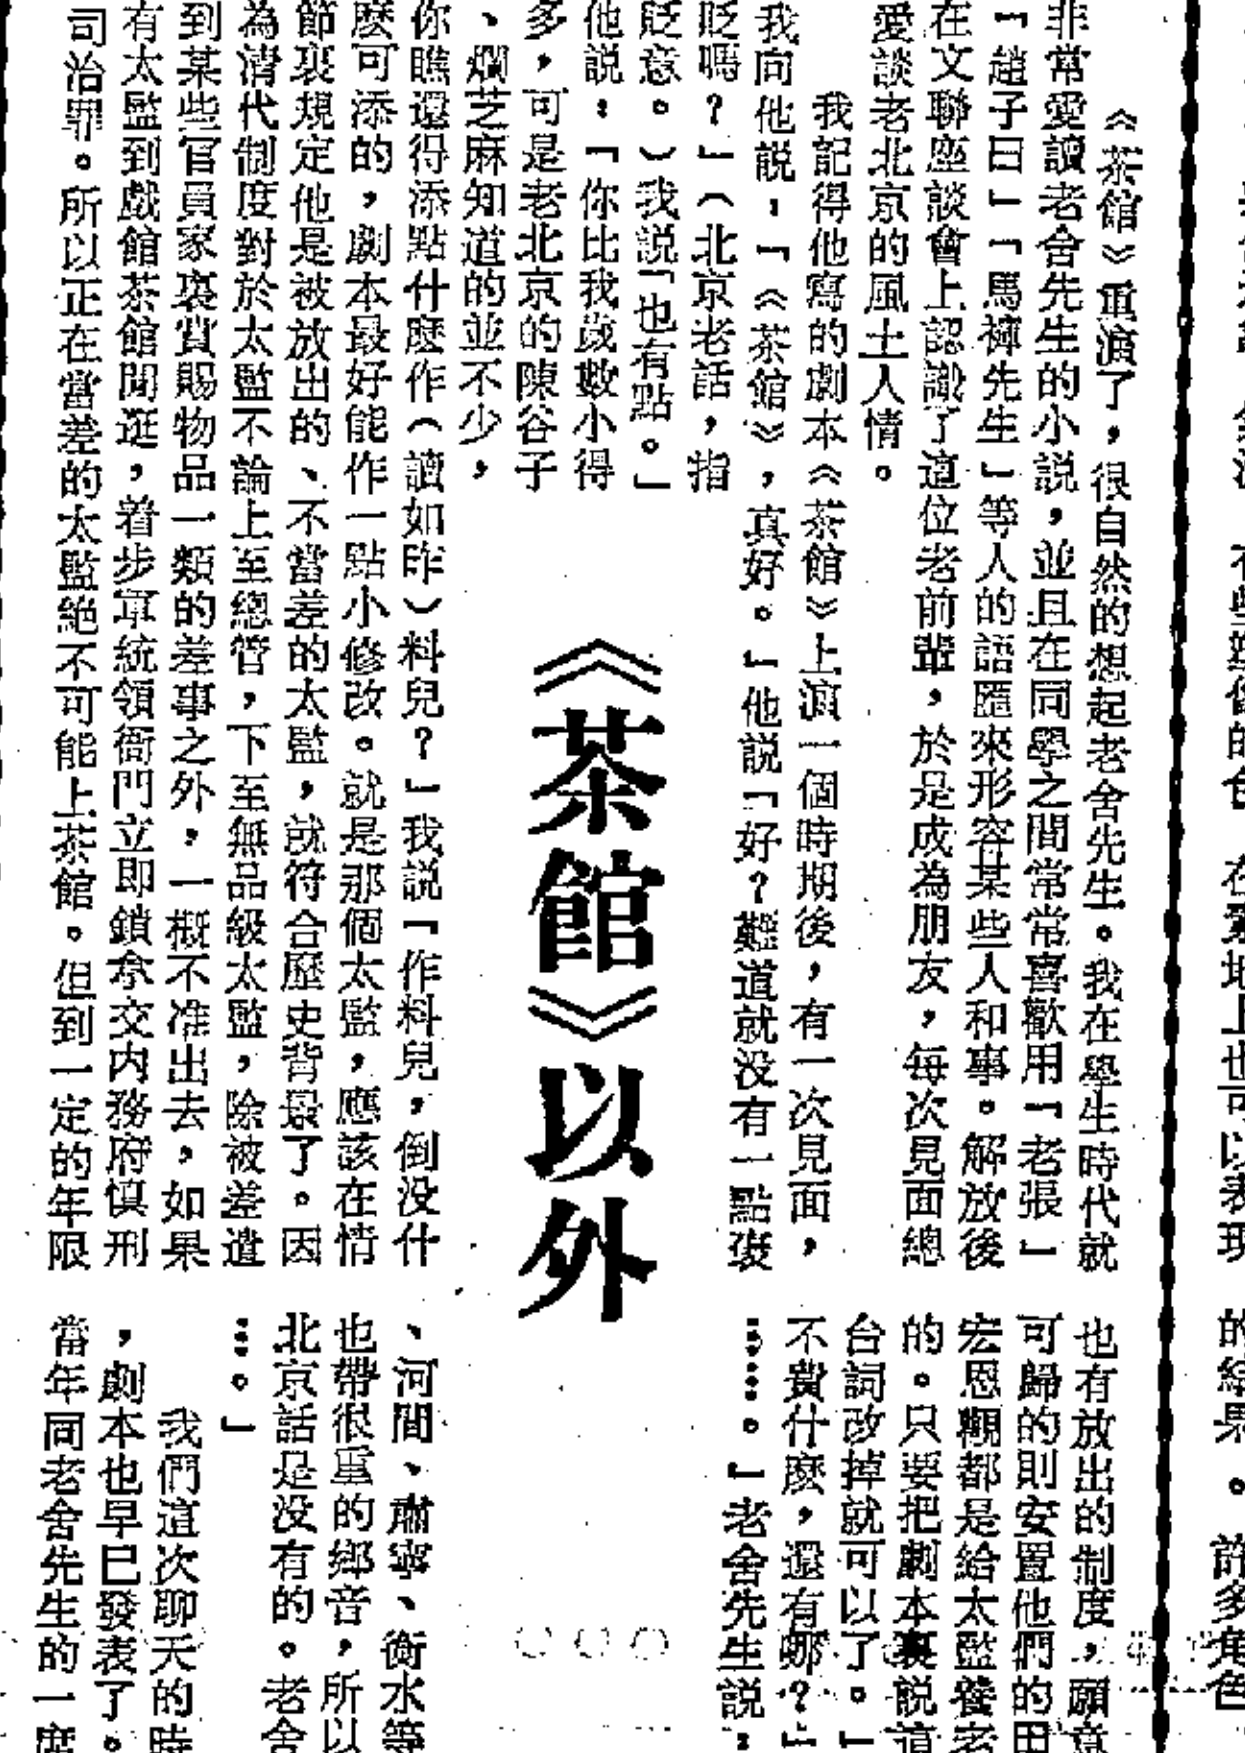 《茶館》以外
《茶館》重演了，很自然的想起老舍先生。我在學生時代就
非常愛讀老舍先生的小說，並且在同學之間常常喜歡用「老張」
「趙子曰」「馬褲先生」等人的語匯來形容某些人和事。解放後
在文聯座談會上認識了這位老前輩，於是成為朋友，每次見面總
愛談老北京的風土人情。
我記得他寫的劇本《茶館》上演一個時期後，有一次見面，
我向他說，「《茶館》，真好。」他說「好？難道就没有一點褒
貶嗎？」（北京老話，指
貶意。）我說「也有點。」
他說：「你比我歲數小得
多，可是老北京的陳谷子
、爛芝麻知道的並不少，
你瞧還得添點什麽作（讀如昨）料兒？」我說「作料兒，倒没什
麽可添的，劇本最好能作一點小修改。就是那個太監，應該在情
節裏規定他是被放出的、不當差的太監，就符合歷史背景了。因
為清代制度對於太監不論上至總管，下至無品級太監，除被差遣
到某些官員家裏賞賜物品一類的差事之外，一概不准出去，如果
有太監到戲館茶館閒逛，着步軍統領衙門立即鎖拿交内務府慎刑
司治罪。所以正在當差的太監絕不可能上茶館。但到一定的年限
也有放出的制度，願意
可歸的則安置他們的田
宏恩觀都是給太監養老
的。只要把劇本裏說這
台詞改掉就可以了。」
不費什麽，還有哪？」
……。」老舍先生說：
、河間、肅寧、衡水等
也帶很重的鄉音，所以
北京話是没有的。老舍
…。」
我們這次聊天的時
，劇本也早已發表了。
當年同老舍先生的一席